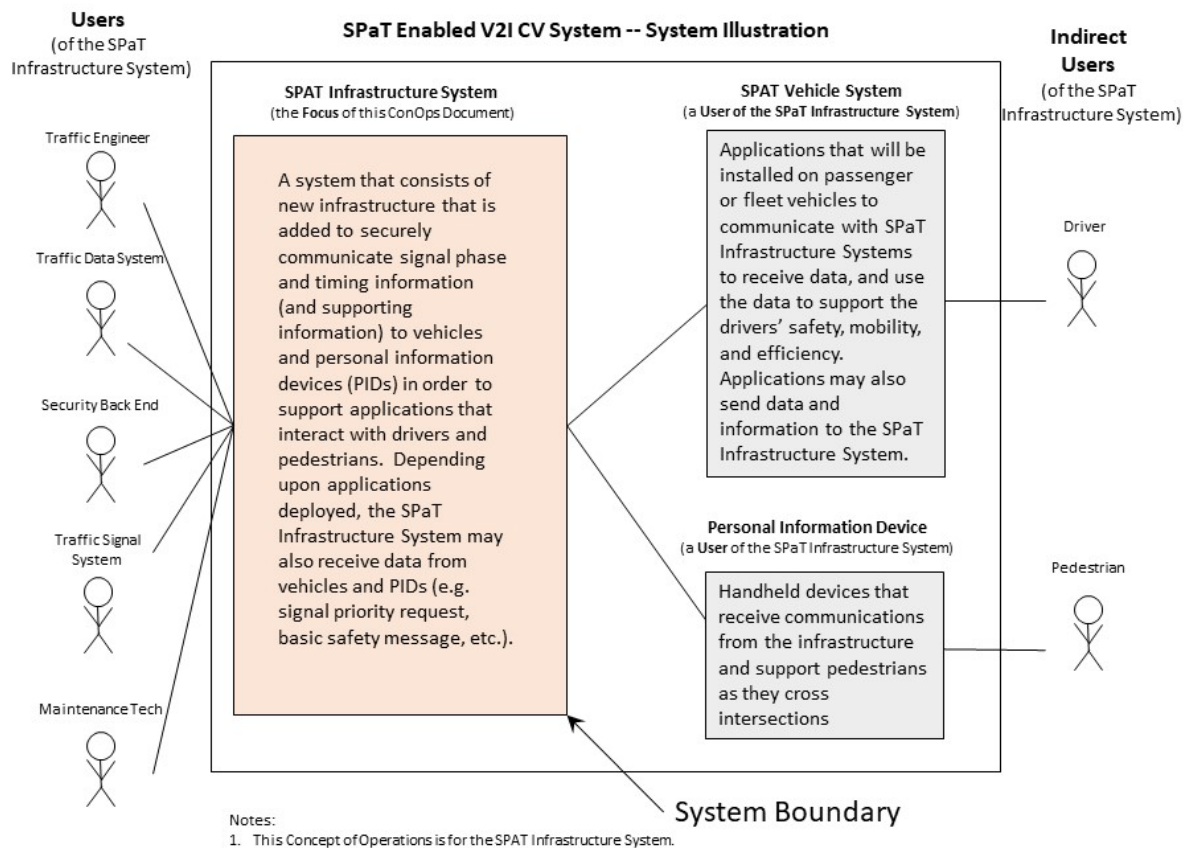 Users
(of the SPaT
Infrastructure System)
SPaT Enabled V2I CV System -- System Illustration
Indirect
Users
(of the SPaT
Infrastructure System)
SPAT Infrastructure System
(the Focus of this ConOps Document)
SPAT Vehicle System
(a User of the SPaT Infrastructure System)
Traffic Engineer
Traffic Data System
Security Back End
Traffic Signal
System
Maintenance Tech
A system that consists of
new infrastructure that is
added to securely
communicate signal phase
and timing information
(and supporting
information) to vehicles
and personal information
devices (PIDs) in order to
support applications that
interact with drivers and
pedestrians. Depending
upon applications
deployed, the SPaT
Infrastructure System may
also receive data from
vehicles and PIDs (e.g.
signal priority request,
basic safety message, etc.).
Applications that will be
installed on passenger
or fleet vehicles to
communicate with SPaT
Infrastructure Systems
to receive data, and use
the data to support the
drivers' safety, mobility,
and efficiency.
Applications may also
send data and
information to the SPaT
Infrastructure System.
Driver
Personal Information Device
(a User of the SPaT Infrastructure System)
Handheld devices that
receive communications
from the infrastructure
and support pedestrians
as they cross
intersections
Pedestrian
System Boundary
Notes:
1. This Concept of Operations is for the SPAT Infrastructure System.